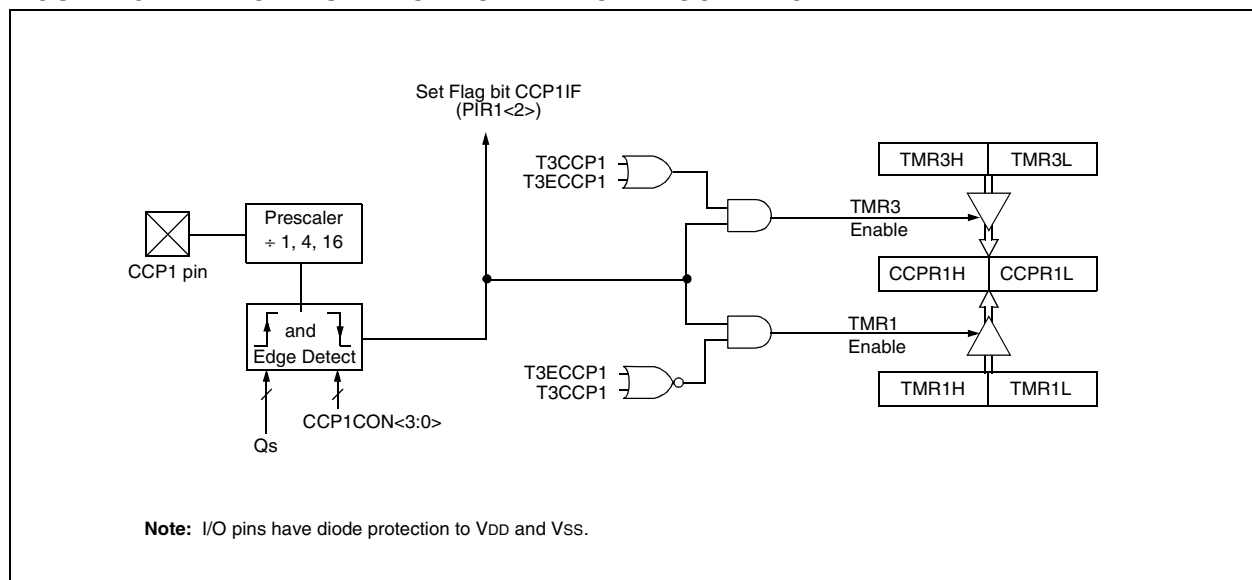 Set Flag bit CCP1IF
(PIR1<2>)
T3CCP1
T3ECCP1
TMR3H TMR3L
Prescaler
÷ 1, 4, 16
TMR3
Enable
CCP1 pin
CCPR1H CCPR1L
and
Edge Detect
TMR1
Enable
T3ECCP1
T3CCP1
TMR1H TMR1L
CCP1CON<3:0>
Qs
Note: I/O pins have diode protection to VDD and VSS.